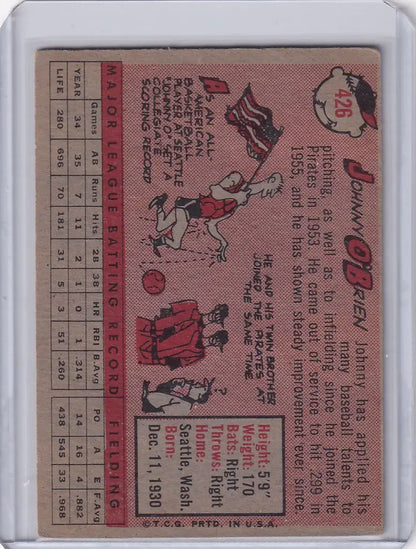 426
JOHNNY O'BRIEN Johnny has applied his
many baseball talents to
pitching as well as to infielding since he joined the
Pirates in 1953. He came out of service to hit .299 in
1955, and he has shown steady improvement ever since.
AS AN ALL-
AMERICAN
BASKETBALL
PLAYER AT SEATTLE
"JOHNNY O" SET A
COLLEGIATE
SCORING RECORD
HE AND HIS TWIN BROTHER
JOINED THE PIRATES AT
THE SAME TIME
?
Height: 5'9"
Weight: 170
Bats: Right
Throws: Right
Home:
Seattle, Wash.
Born:
Dec. 11, 1930
MAJOR LEAGUE BATTING RECORD FIELDING
Games AB Runs Hits 2B 3B HR RBI B.Avg PO A E F.Avg
YEAR 34 35 7 11 2 1 0 1 .314 14 16 4 .882
LIFE 280 696 70 181 31 5 3 51 .260 438 545 33 .968
© T.C.G. PRTD. IN U.S.A.